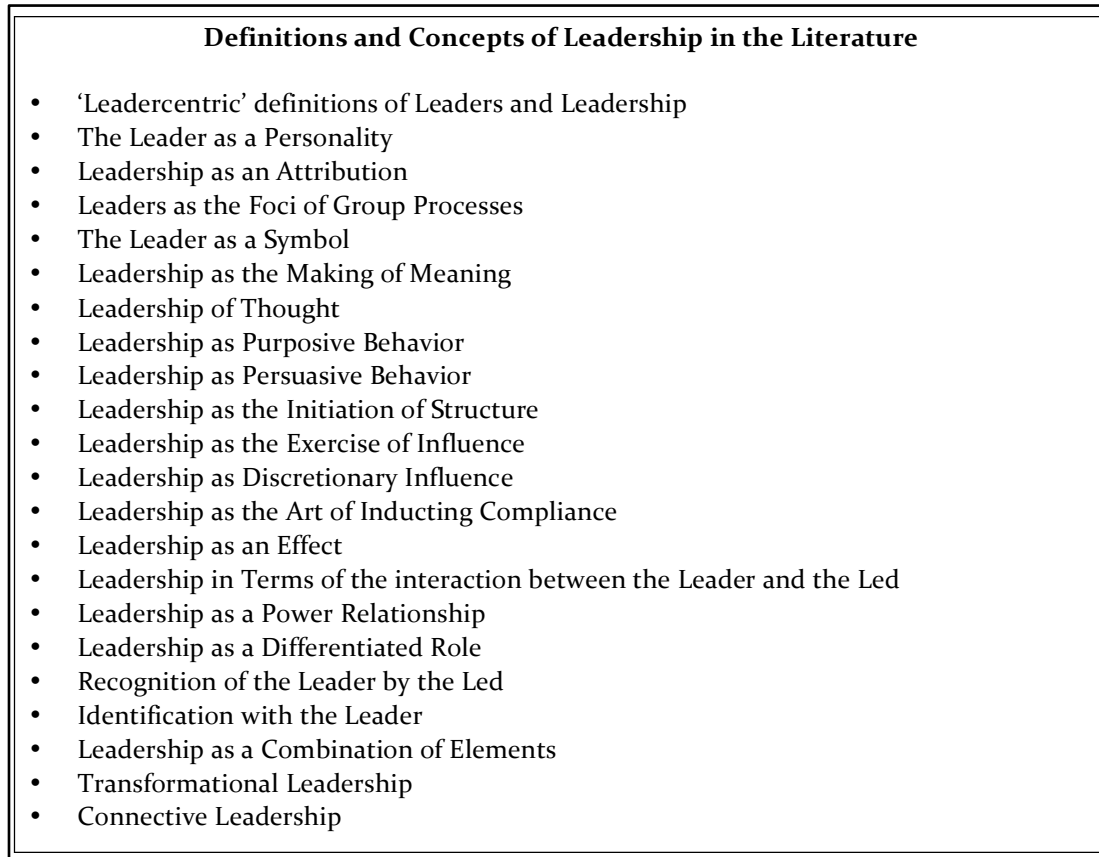 Definitions and Concepts of Leadership in the Literature
• ‘Leadercentric’ definitions of Leaders and Leadership
• The Leader as a Personality
• Leadership as an Attribution
• Leaders as the Foci of Group Processes
• The Leader as a Symbol
• Leadership as the Making of Meaning
• Leadership of Thought
• Leadership as Purposive Behavior
• Leadership as Persuasive Behavior
• Leadership as the Initiation of Structure
• Leadership as the Exercise of Influence
• Leadership as Discretionary Influence
• Leadership as the Art of Inducting Compliance
• Leadership as an Effect
• Leadership in Terms of the interaction between the Leader and the Led
• Leadership as a Power Relationship
• Leadership as a Differentiated Role
• Recognition of the Leader by the Led
• Identification with the Leader
• Leadership as a Combination of Elements
• Transformational Leadership
• Connective Leadership